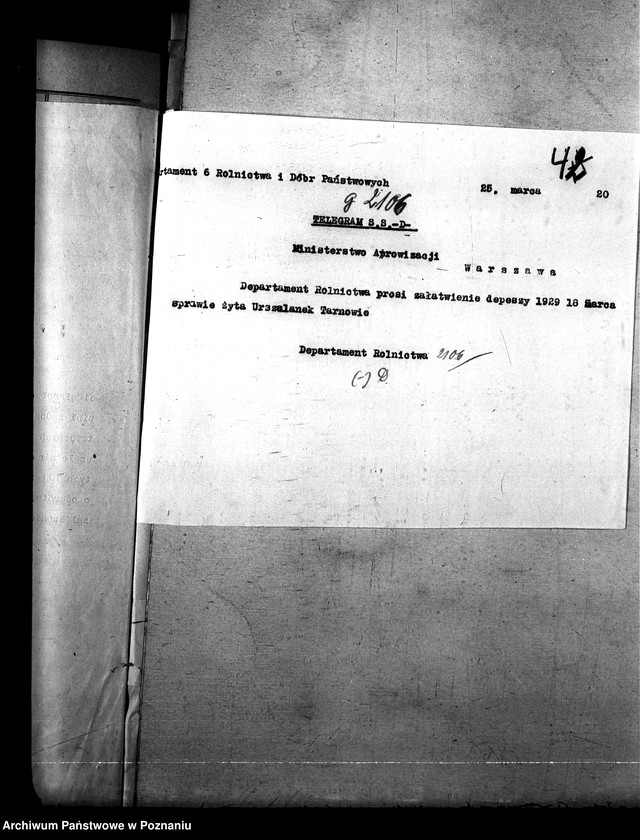 42
rtament 6 Rolnictwa i Dóbr Państwowych
25. marca 20
g 2106
TELEGRAM S.S.-D-
Ministerstwo Aprowizacji
Warszawa
Departament Rolnictwa prosi załatwienie depeszy 1929 18 marca
sprawie żyta Urszulanek Tarnowie
Departament Rolnictwa 2106
(-) D
Archiwum Państwowe w Poznaniu